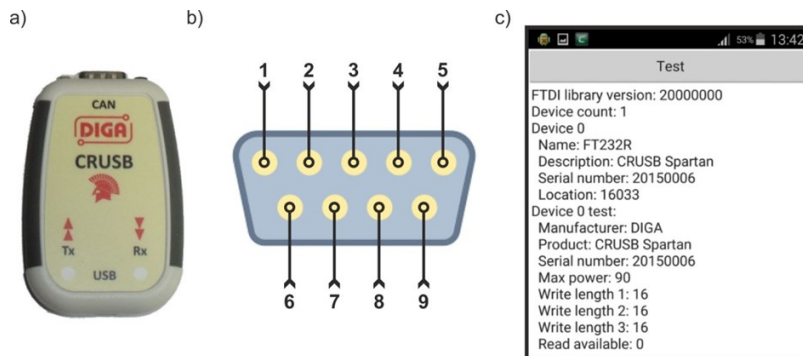 a)
CAN
DIGA
CRUSB
Tx Rx
USB
b)
1 2 3 4 5
6 7 8 9
c)
53% 13:42
Test
FTDI library version: 20000000
Device count: 1
Device 0
Name: FT232R
Description: CRUSB Spartan
Serial number: 20150006
Location: 16033
Device 0 test:
Manufacturer: DIGA
Product: CRUSB Spartan
Serial number: 20150006
Max power: 90
Write length 1: 16
Write length 2: 16
Write length 3: 16
Read available: 0